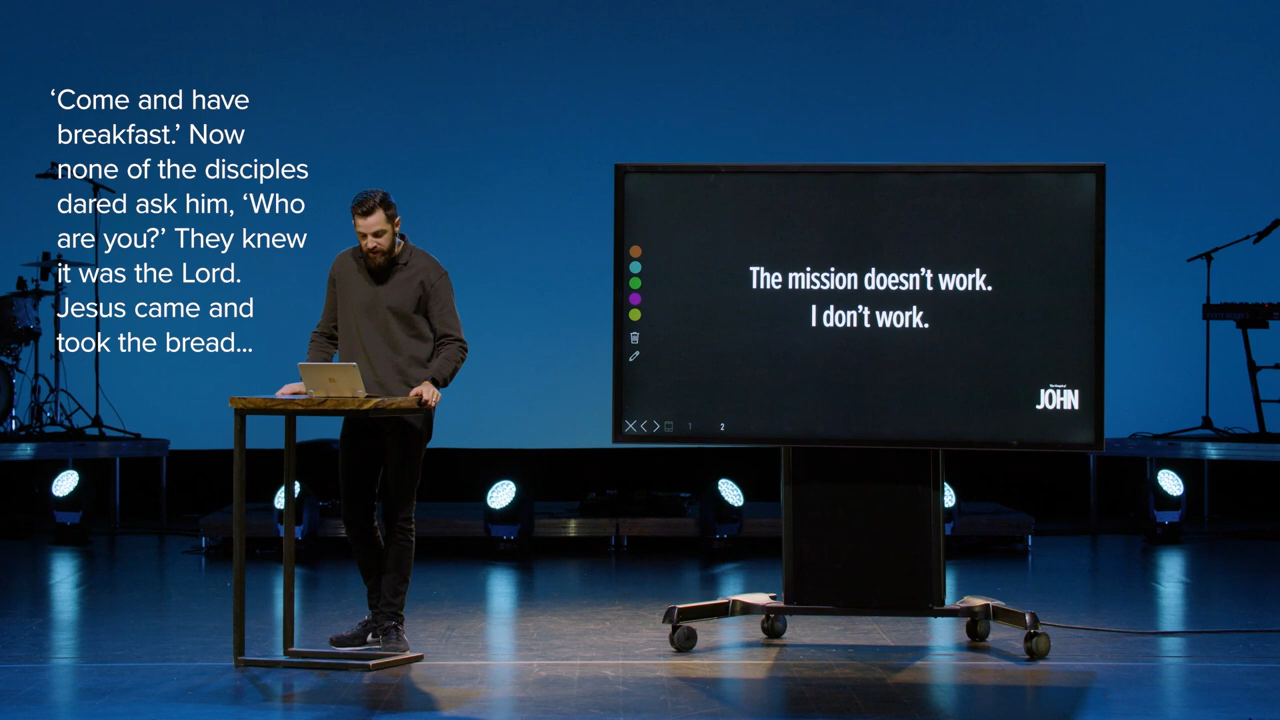 ‘Come and have
breakfast.’ Now
none of the disciples
dared ask him, ‘Who
are you?’ They knew
it was the Lord.
Jesus came and
took the bread...
The mission doesn’t work.
I don’t work.
JOHN
1 2